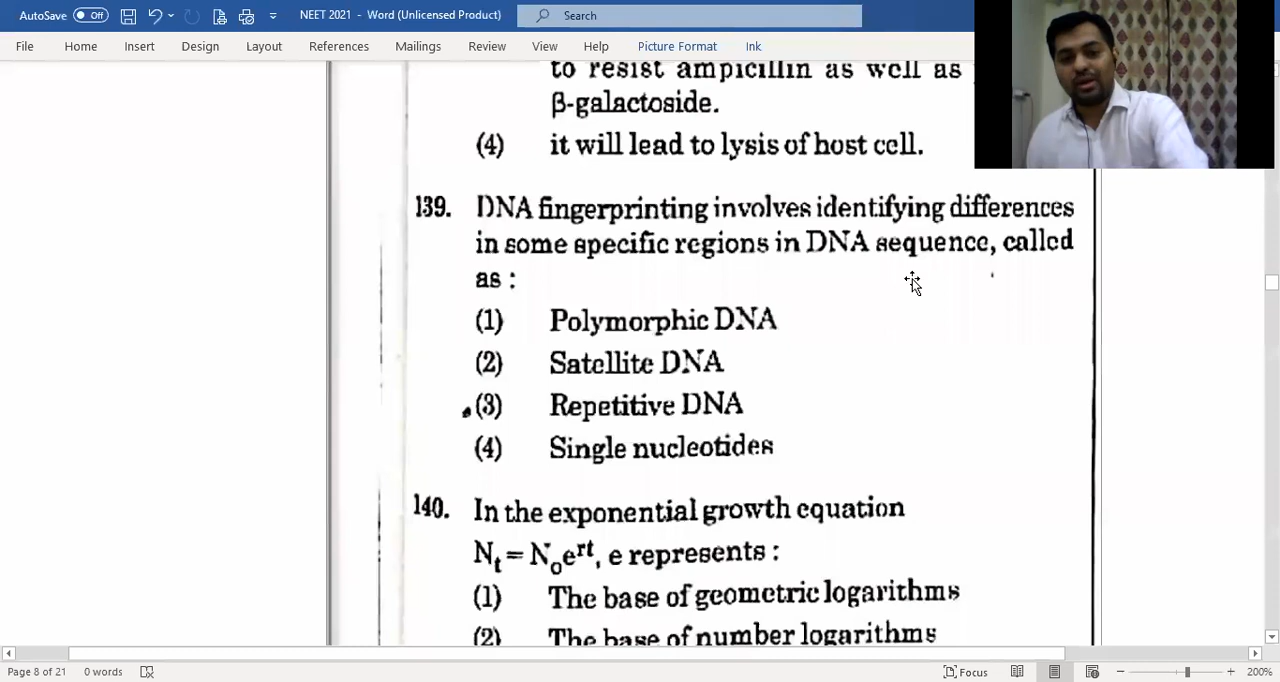 AutoSave Off NEET 2021 - Word (Unlicensed Product) Search
File Home Insert Design Layout References Mailings Review View Help Picture Format Ink
to resist ampicillin as well as
β-galactoside.
(4) it will lead to lysis of host cell.
139. DNA fingerprinting involves identifying differences
in some specific regions in DNA sequence, called
as :
(1) Polymorphic DNA
(2) Satellite DNA
(3) Repetitive DNA
(4) Single nucleotides
140. In the exponential growth equation
Nt = Noe^rt, e represents :
(1) The base of geometric logarithms
(2) The base of number logarithms
Page 8 of 21 0 words Focus 200%